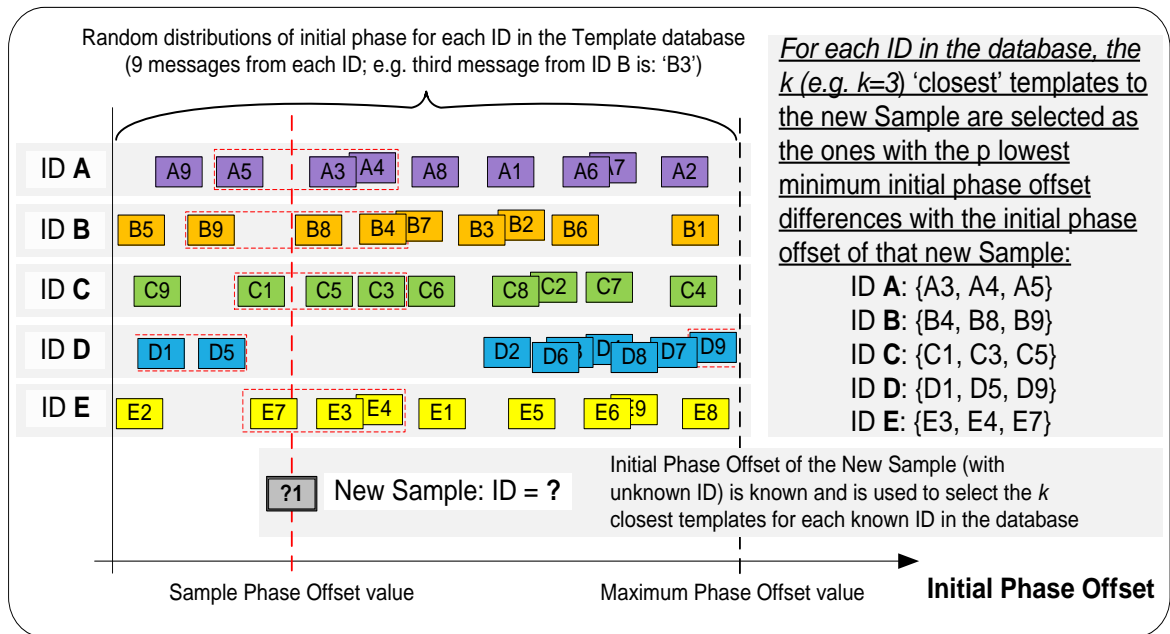 Random distributions of initial phase for each ID in the Template database
(9 messages from each ID; e.g. third message from ID B is: ‘B3’)
ID A
A9 A5 A3 A4 A8 A1 A6 A7 A2
ID B
B5 B9 B8 B4 B7 B3 B2 B6 B1
ID C
C9 C1 C5 C3 C6 C8 C2 C7 C4
ID D
D1 D5 D2 D6 D8 D7 D9
ID E
E2 E7 E3 E4 E1 E5 E6 E9 E8
?1 New Sample: ID = ?
Initial Phase Offset of the New Sample (with
unknown ID) is known and is used to select the k
closest templates for each known ID in the database
Sample Phase Offset value
Maximum Phase Offset value
Initial Phase Offset
For each ID in the database, the
k (e.g. k=3) ‘closest’ templates to
the new Sample are selected as
the ones with the p lowest
minimum initial phase offset
differences with the initial phase
offset of that new Sample:
ID A: {A3, A4, A5}
ID B: {B4, B8, B9}
ID C: {C1, C3, C5}
ID D: {D1, D5, D9}
ID E: {E3, E4, E7}